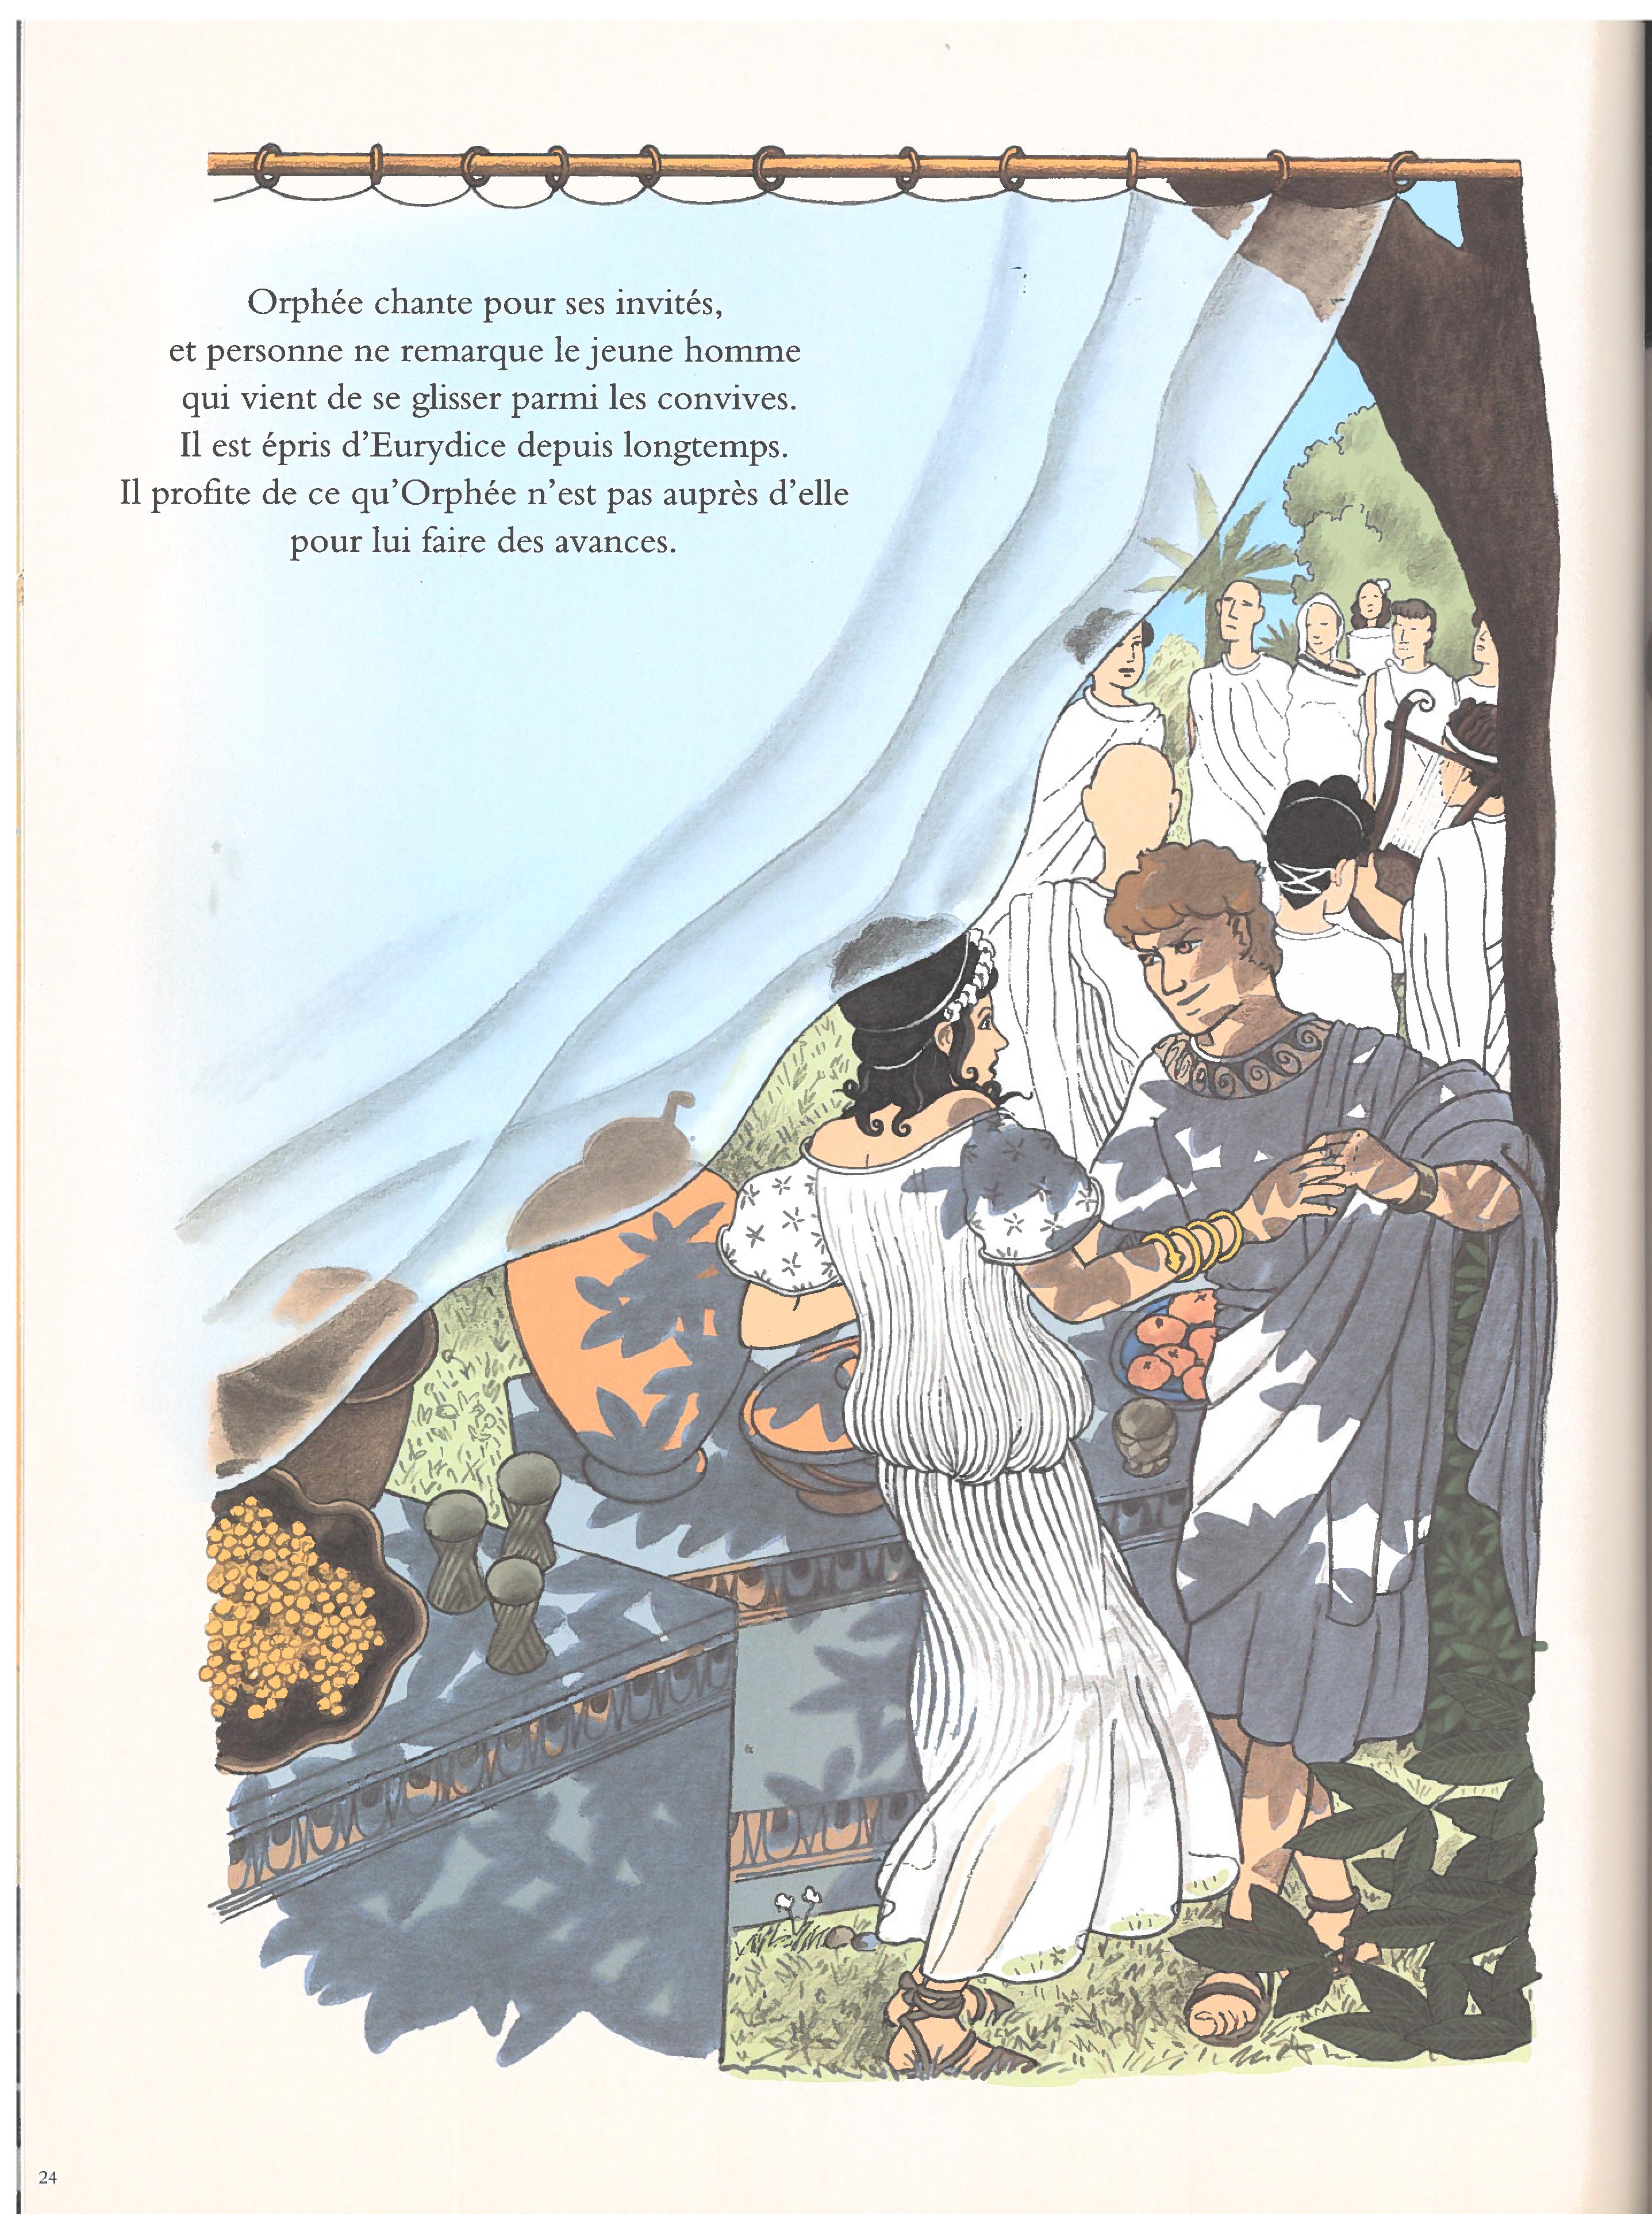 Orphée chante pour ses invités,
et personne ne remarque le jeune homme
qui vient de se glisser parmi les convives.
Il est épris d'Eurydice depuis longtemps.
Il profite de ce qu'Orphée n'est pas auprès d'elle
pour lui faire des avances.
24